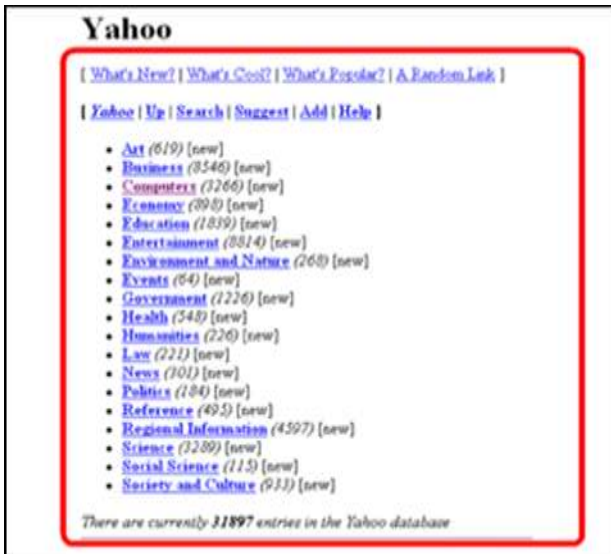 Yahoo
[ What's New? | What's Cool? | What's Popular? | A Random Link ]
[ Yahoo | Up | Search | Suggest | Add | Help ]
• Art (619) [new]
• Business (8546) [new]
• Computers (3266) [new]
• Economy (898) [new]
• Education (1839) [new]
• Entertainment (8814) [new]
• Environment and Nature (268) [new]
• Events (64) [new]
• Government (1226) [new]
• Health (548) [new]
• Humanities (226) [new]
• Law (221) [new]
• News (301) [new]
• Politics (184) [new]
• Reference (495) [new]
• Regional Information (4597) [new]
• Science (3289) [new]
• Social Science (115) [new]
• Society and Culture (933) [new]
There are currently 31897 entries in the Yahoo database